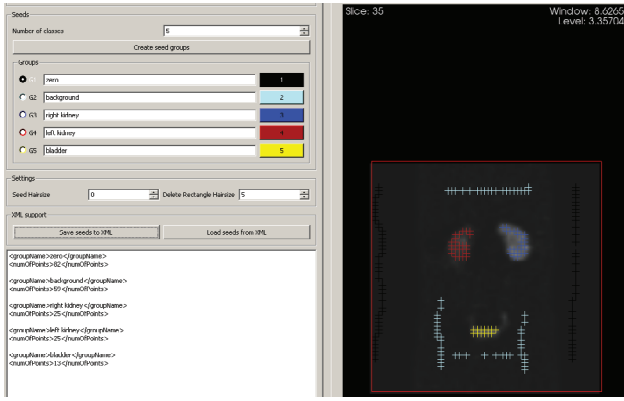 Seeds
Number of classes 5
Create seed groups
Groups
G1 zero 1
G2 background 2
G3 right kidney 3
G4 left kidney 4
G5 bladder 5
Settings
Seed Hairsize 0 Delete Rectangle Hairsize 5
XML support
Save seeds to XML Load seeds from XML
<groupName>zero</groupName>
<numOfPoints>82</numOfPoints>
<groupName>background</groupName>
<numOfPoints>59</numOfPoints>
<groupName>right kidney</groupName>
<numOfPoints>25</numOfPoints>
<groupName>left kidney</groupName>
<numOfPoints>25</numOfPoints>
<groupName>bladder</groupName>
<numOfPoints>13</numOfPoints>
Slice: 35
Window: 8.6265
Level: 3.35704